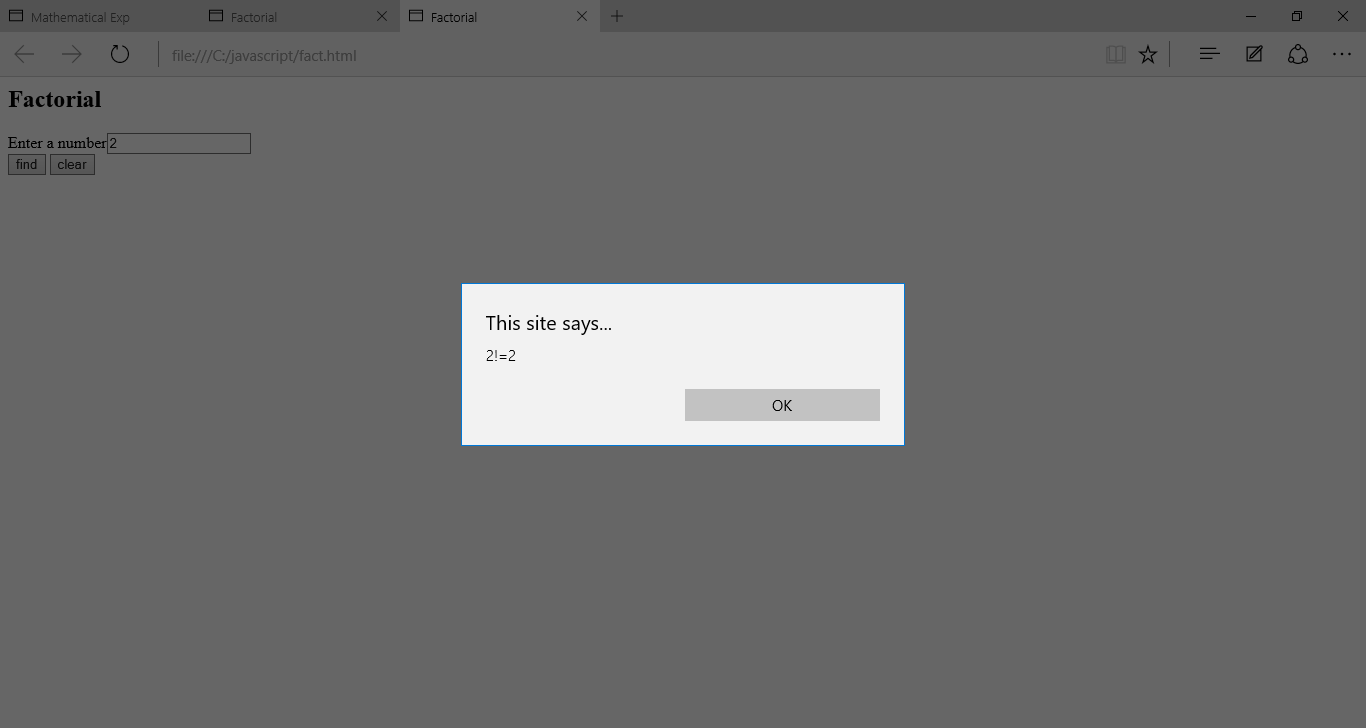 Mathematical Exp Factorial Factorial
file:///C:/javascript/fact.html
Factorial
Enter a number 2
find clear
This site says...
2!=2
OK